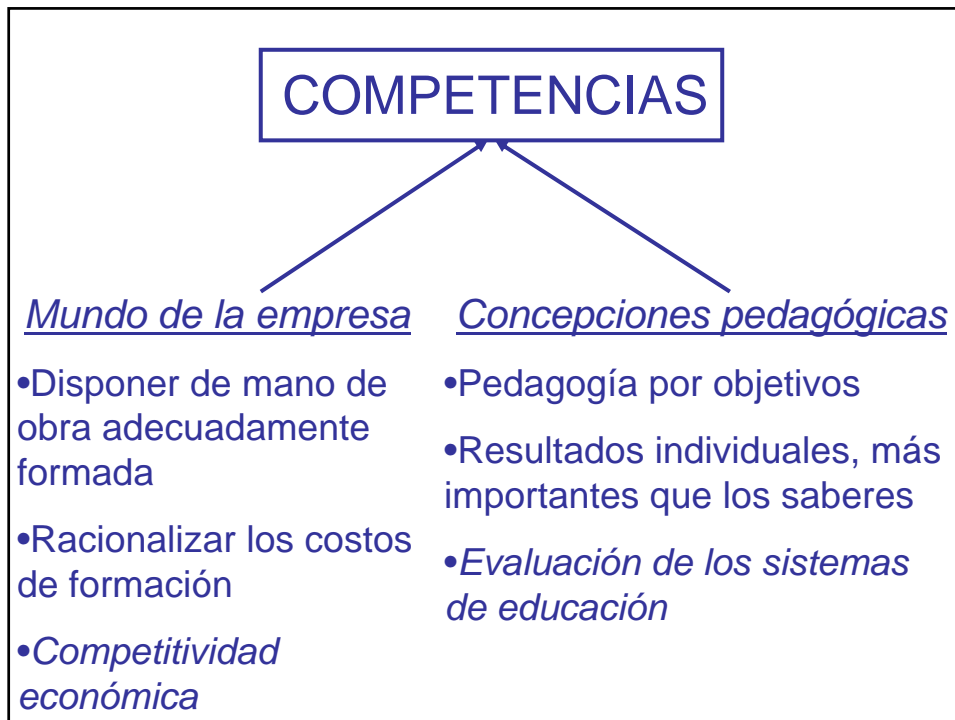 COMPETENCIAS
Mundo de la empresa
•Disponer de mano de
obra adecuadamente
formada
•Racionalizar los costos
de formación
•Competitividad
económica
Concepciones pedagógicas
•Pedagogía por objetivos
•Resultados individuales, más
importantes que los saberes
•Evaluación de los sistemas
de educación